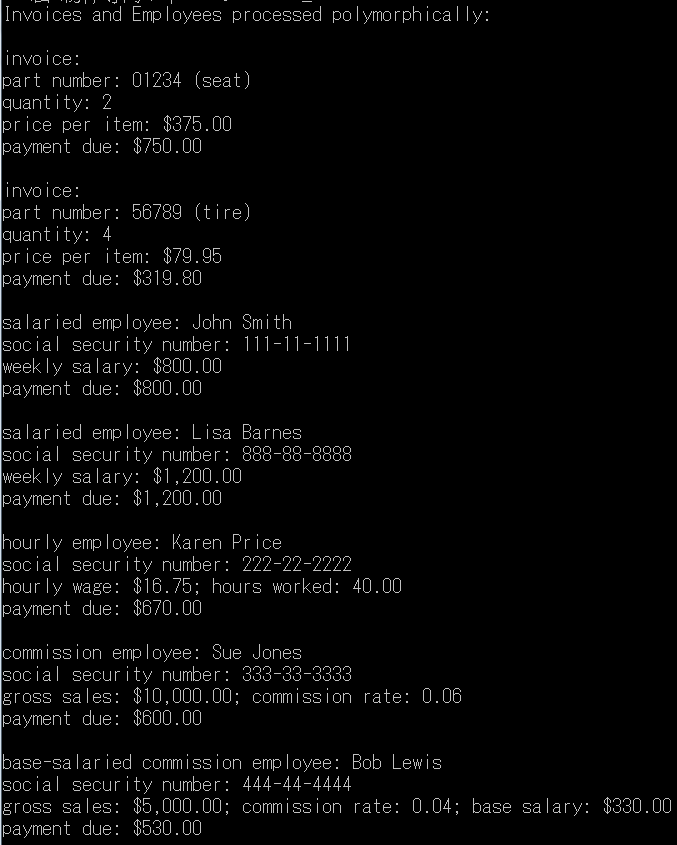 Invoices and Employees processed polymorphically:
invoice:
part number: 01234 (seat)
quantity: 2
price per item: $375.00
payment due: $750.00
invoice:
part number: 56789 (tire)
quantity: 4
price per item: $79.95
payment due: $319.80
salaried employee: John Smith
social security number: 111-11-1111
weekly salary: $800.00
payment due: $800.00
salaried employee: Lisa Barnes
social security number: 888-88-8888
weekly salary: $1,200.00
payment due: $1,200.00
hourly employee: Karen Price
social security number: 222-22-2222
hourly wage: $16.75; hours worked: 40.00
payment due: $670.00
commission employee: Sue Jones
social security number: 333-33-3333
gross sales: $10,000.00; commission rate: 0.06
payment due: $600.00
base-salaried commission employee: Bob Lewis
social security number: 444-44-4444
gross sales: $5,000.00; commission rate: 0.04; base salary: $330.00
payment due: $530.00